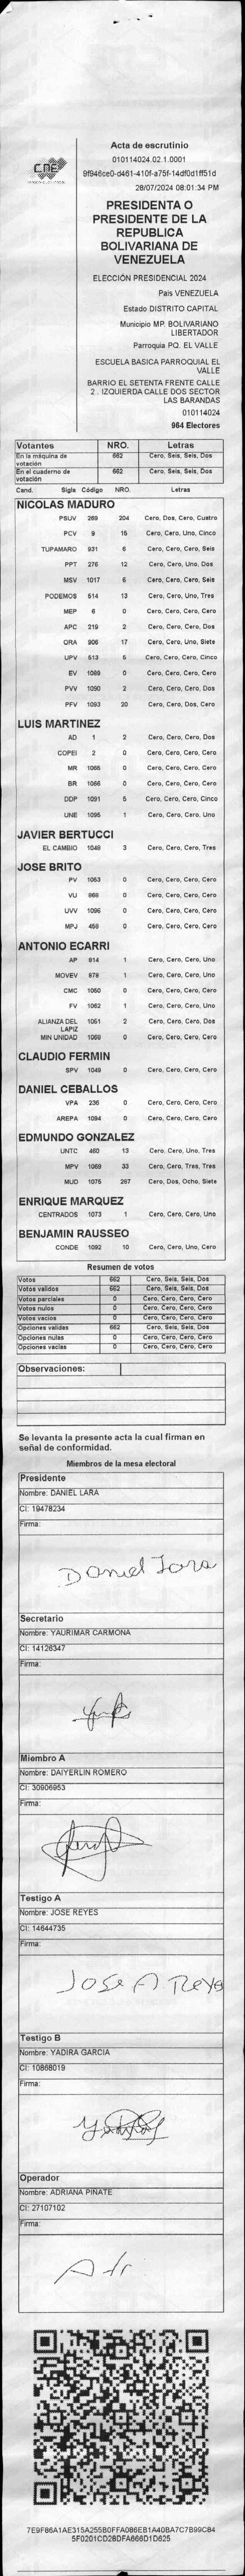 CNE
Acta de escrutinio
010114024.02.1.0001
9f946ce0-d461-410f-a75f-14df0d1ff51d
28/07/2024 08:01:34 PM
PRESIDENTA O
PRESIDENTE DE LA
REPUBLICA
BOLIVARIANA DE
VENEZUELA
ELECCIÓN PRESIDENCIAL 2024
País VENEZUELA
Estado DISTRITO CAPITAL
Municipio MP. BOLIVARIANO
LIBERTADOR
Parroquia PQ. EL VALLE
ESCUELA BASICA PARROQUIAL EL
VALLE
BARRIO EL SETENTA FRENTE CALLE
2 . IZQUIERDA CALLE DOS SECTOR
LAS BARANDAS
010114024
964 Electores
Votantes NRO. Letras
En la máquina de votación 662 Cero, Seis, Seis, Dos
En el cuaderno de votación 662 Cero, Seis, Seis, Dos
Cand. Sigla Código NRO. Letras
NICOLAS MADURO
PSUV 269 204 Cero, Dos, Cero, Cuatro
PCV 9 15 Cero, Cero, Uno, Cinco
TUPAMARO 931 6 Cero, Cero, Cero, Seis
PPT 276 12 Cero, Cero, Uno, Dos
MSV 1017 6 Cero, Cero, Cero, Seis
PODEMOS 514 13 Cero, Cero, Uno, Tres
MEP 6 0 Cero, Cero, Cero, Cero
APC 219 2 Cero, Cero, Cero, Dos
ORA 906 17 Cero, Cero, Uno, Siete
UPV 513 5 Cero, Cero, Cero, Cinco
EV 1089 0 Cero, Cero, Cero, Cero
PVV 1090 2 Cero, Cero, Cero, Dos
PFV 1093 20 Cero, Cero, Dos, Cero
LUIS MARTINEZ
AD 1 2 Cero, Cero, Cero, Dos
COPEI 2 0 Cero, Cero, Cero, Cero
MR 1065 0 Cero, Cero, Cero, Cero
BR 1066 0 Cero, Cero, Cero, Cero
DDP 1091 5 Cero, Cero, Cero, Cinco
UNE 1095 1 Cero, Cero, Cero, Uno
JAVIER BERTUCCI
EL CAMBIO 1048 3 Cero, Cero, Cero, Tres
JOSE BRITO
PV 1053 0 Cero, Cero, Cero, Cero
VU 868 0 Cero, Cero, Cero, Cero
UVV 1096 0 Cero, Cero, Cero, Cero
MPJ 459 0 Cero, Cero, Cero, Cero
ANTONIO ECARRI
AP 914 1 Cero, Cero, Cero, Uno
MOVEV 878 1 Cero, Cero, Cero, Uno
CMC 1050 0 Cero, Cero, Cero, Cero
FV 1062 1 Cero, Cero, Cero, Uno
ALIANZA DEL LAPIZ 1051 2 Cero, Cero, Cero, Dos
MIN UNIDAD 1059 0 Cero, Cero, Cero, Cero
CLAUDIO FERMIN
SPV 1049 0 Cero, Cero, Cero, Cero
DANIEL CEBALLOS
VPA 236 0 Cero, Cero, Cero, Cero
AREPA 1094 0 Cero, Cero, Cero, Cero
EDMUNDO GONZALEZ
UNTC 460 13 Cero, Cero, Uno, Tres
MPV 1069 33 Cero, Cero, Tres, Tres
MUD 1075 287 Cero, Dos, Ocho, Siete
ENRIQUE MARQUEZ
CENTRADOS 1073 1 Cero, Cero, Cero, Uno
BENJAMIN RAUSSEO
CONDE 1092 10 Cero, Cero, Uno, Cero
Resumen de votos
Votos 662 Cero, Seis, Seis, Dos
Votos validos 662 Cero, Seis, Seis, Dos
Votos parciales 0 Cero, Cero, Cero, Cero
Votos nulos 0 Cero, Cero, Cero, Cero
Votos vacios 0 Cero, Cero, Cero, Cero
Opciones validas 662 Cero, Seis, Seis, Dos
Opciones nulas 0 Cero, Cero, Cero, Cero
Opciones vacias 0 Cero, Cero, Cero, Cero
Observaciones:
Se levanta la presente acta la cual firman en
señal de conformidad.
Miembros de la mesa electoral
Presidente
Nombre: DANIEL LARA
CI: 19478234
Firma:
Daniel Lara
Secretario
Nombre: YAURIMAR CARMONA
CI: 14126347
Firma:
Miembro A
Nombre: DAIYERLIN ROMERO
CI: 30906953
Firma:
Testigo A
Nombre: JOSE REYES
CI: 14644735
Firma:
Jose A Reyes
Testigo B
Nombre: YADIRA GARCIA
CI: 10868019
Firma:
Operador
Nombre: ADRIANA PIÑATE
CI: 27107102
Firma:
7E9F86A1AE315A255B0FFA086EB1A40BA7C7B99C84
5F0201CD28DFA666D1D625